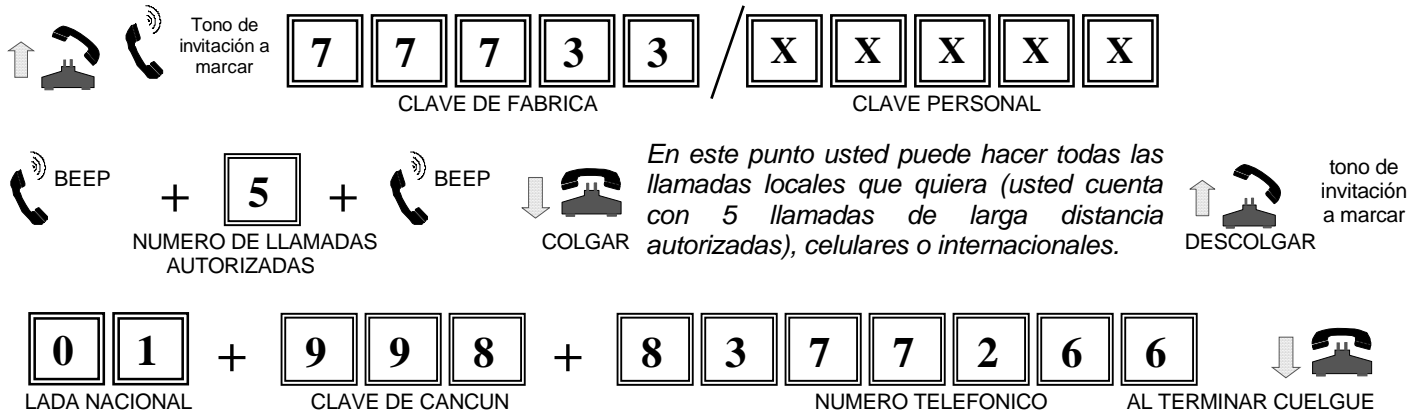 Tono de
invitación a
marcar
7 7 7 3 3 / X X X X X
CLAVE DE FABRICA CLAVE PERSONAL
BEEP + 5 + BEEP
NUMERO DE LLAMADAS
AUTORIZADAS
COLGAR
En este punto usted puede hacer todas las
llamadas locales que quiera (usted cuenta
con 5 llamadas de larga distancia
autorizadas), celulares o internacionales.
DESCOLGAR
tono de
invitación
a marcar
0 1 + 9 9 8 + 8 3 7 7 2 6 6
LADA NACIONAL CLAVE DE CANCUN NUMERO TELEFONICO AL TERMINAR CUELGUE